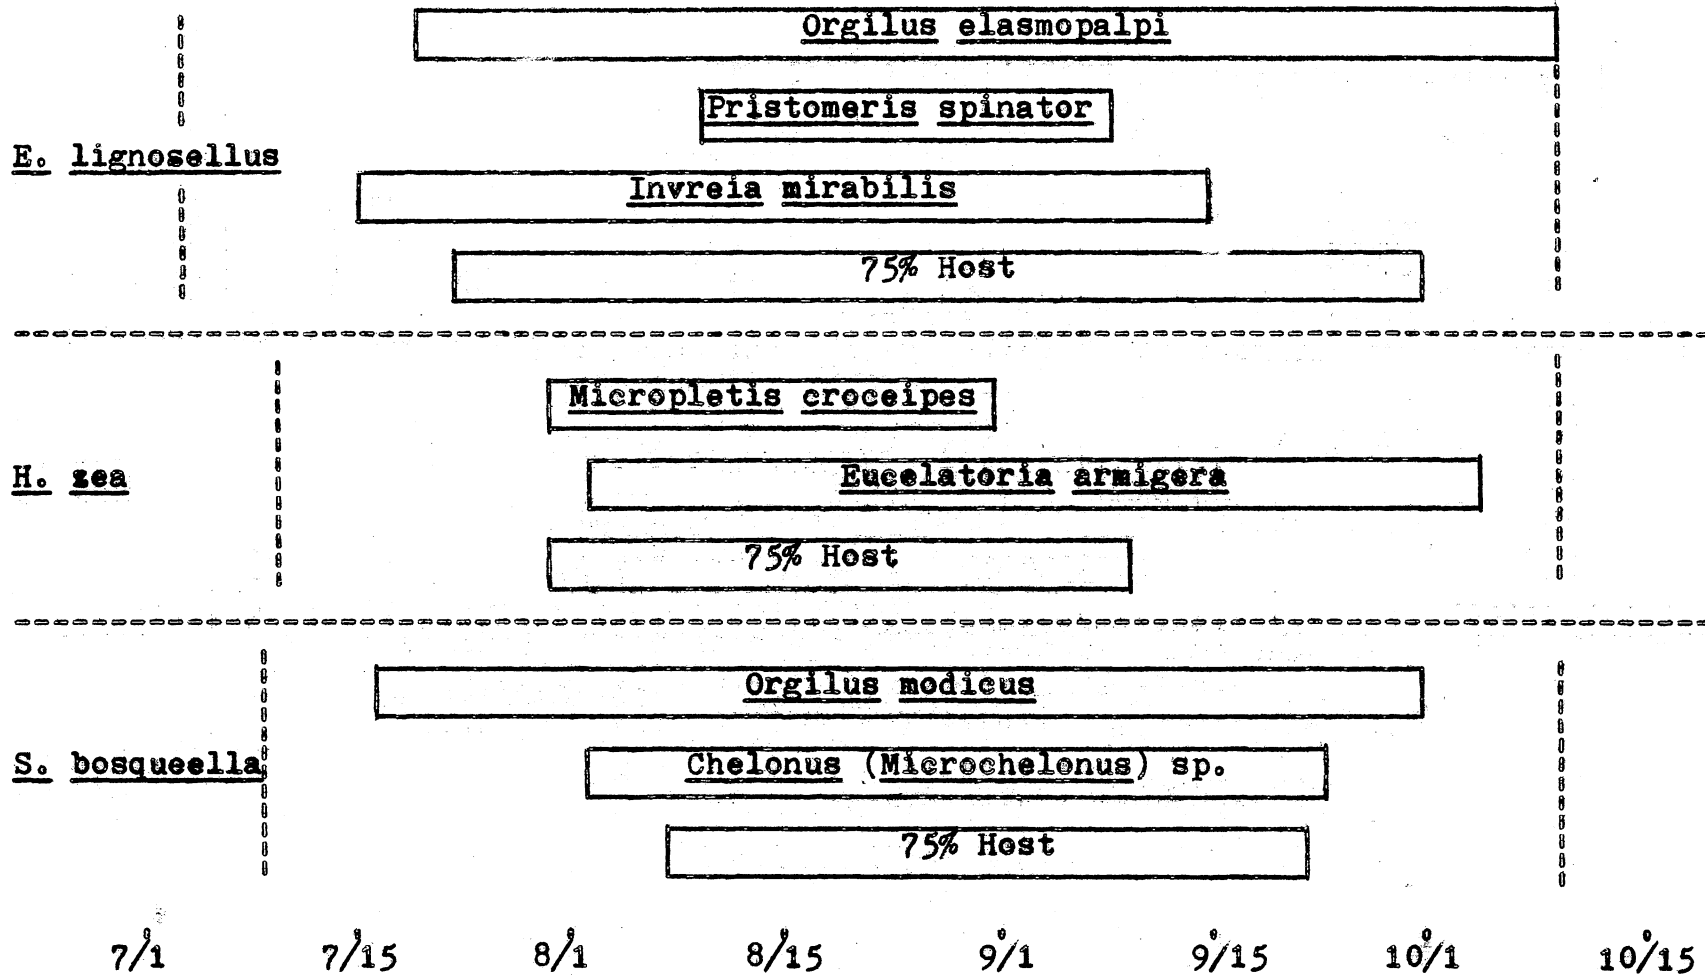 Orgilus elasmopalpi
Pristomeris spinator
E. lignosellus
Invreia mirabilis
75% Host
Micropletis croceipes
H. zea
Eucelatoria armigera
75% Host
Orgilus modicus
S. bosqueella
Chelonus (Microchelonus) sp.
75% Host
7/1 7/15 8/1 8/15 9/1 9/15 10/1 10/15